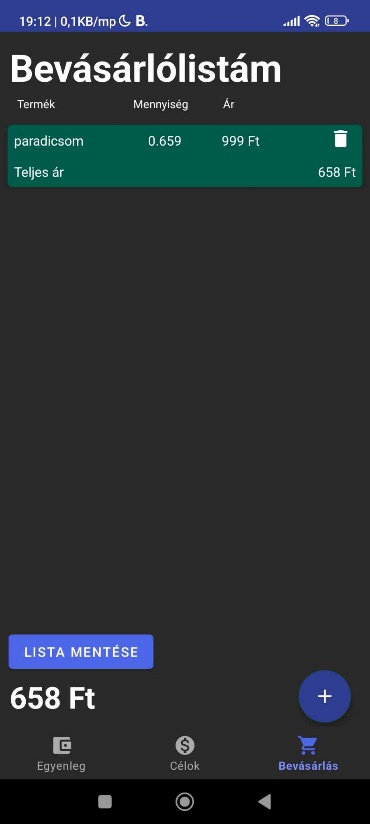 19:12 | 0,1KB/mp B.
8
Bevásárlólistám
Termék Mennyiség Ár
paradicsom 0.659 999 Ft
Teljes ár 658 Ft
LISTA MENTÉSE
658 Ft
+
Egyenleg Célok Bevásárlás